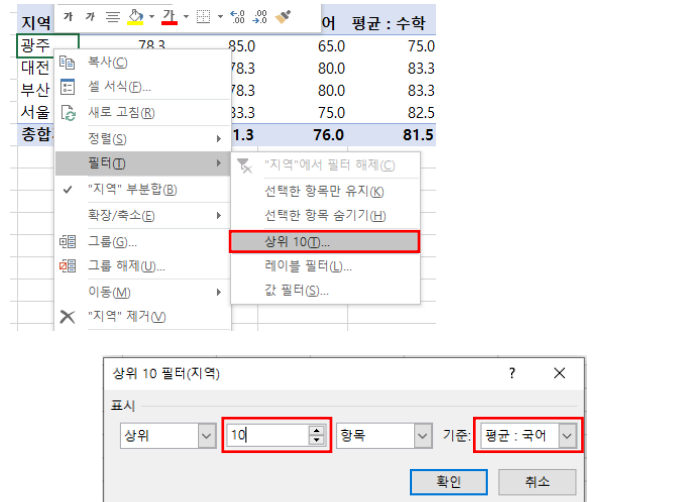 가 가 가
지역 어 평균 : 수학
광주 78.3 85.0 65.0 75.0
대전 78.3 80.0 83.3
부산 78.3 80.0 83.3
서울 83.3 75.0 82.5
총합 1.3 76.0 81.5
복사(C)
셀 서식(F)...
새로 고침(R)
정렬(S)
필터(T)
"지역" 부분합(B)
확장/축소(E)
그룹(G)...
그룹 해제(U)...
이동(M)
"지역" 제거(V)
"지역"에서 필터 해제(C)
선택한 항목만 유지(K)
선택한 항목 숨기기(H)
상위 10(T)...
레이블 필터(L)...
값 필터(S)...
상위 10 필터(지역) ? ×
표시
상위 10 항목 기준: 평균 : 국어
확인 취소